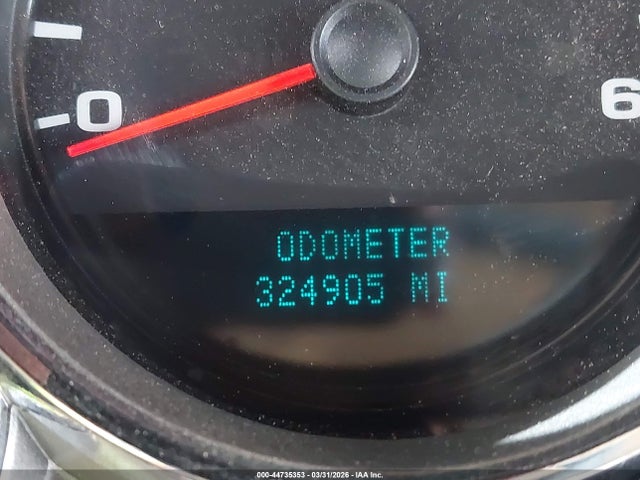 0
6
ODOMETER
324905 MI
000-44735353 - 03/31/2026 - IAA Inc.